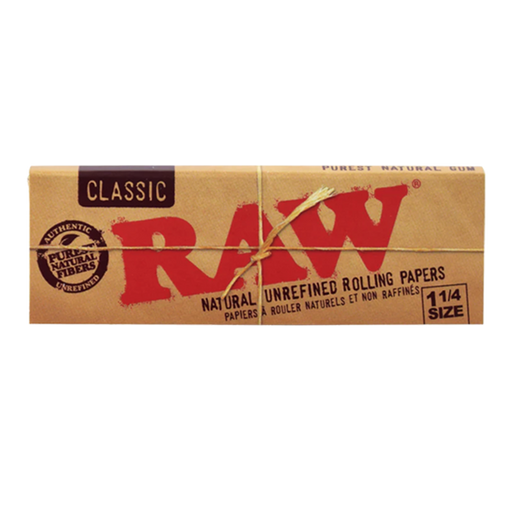 CLASSIC
PUREST NATURAL GUM
AUTHENTIC
PUREST
NATURAL
FIBERS
UNREFINED
RAW®
NATURAL UNREFINED ROLLING PAPERS
PAPIERS À ROULER NATURELS ET NON RAFFINÉS
1 1/4
SIZE